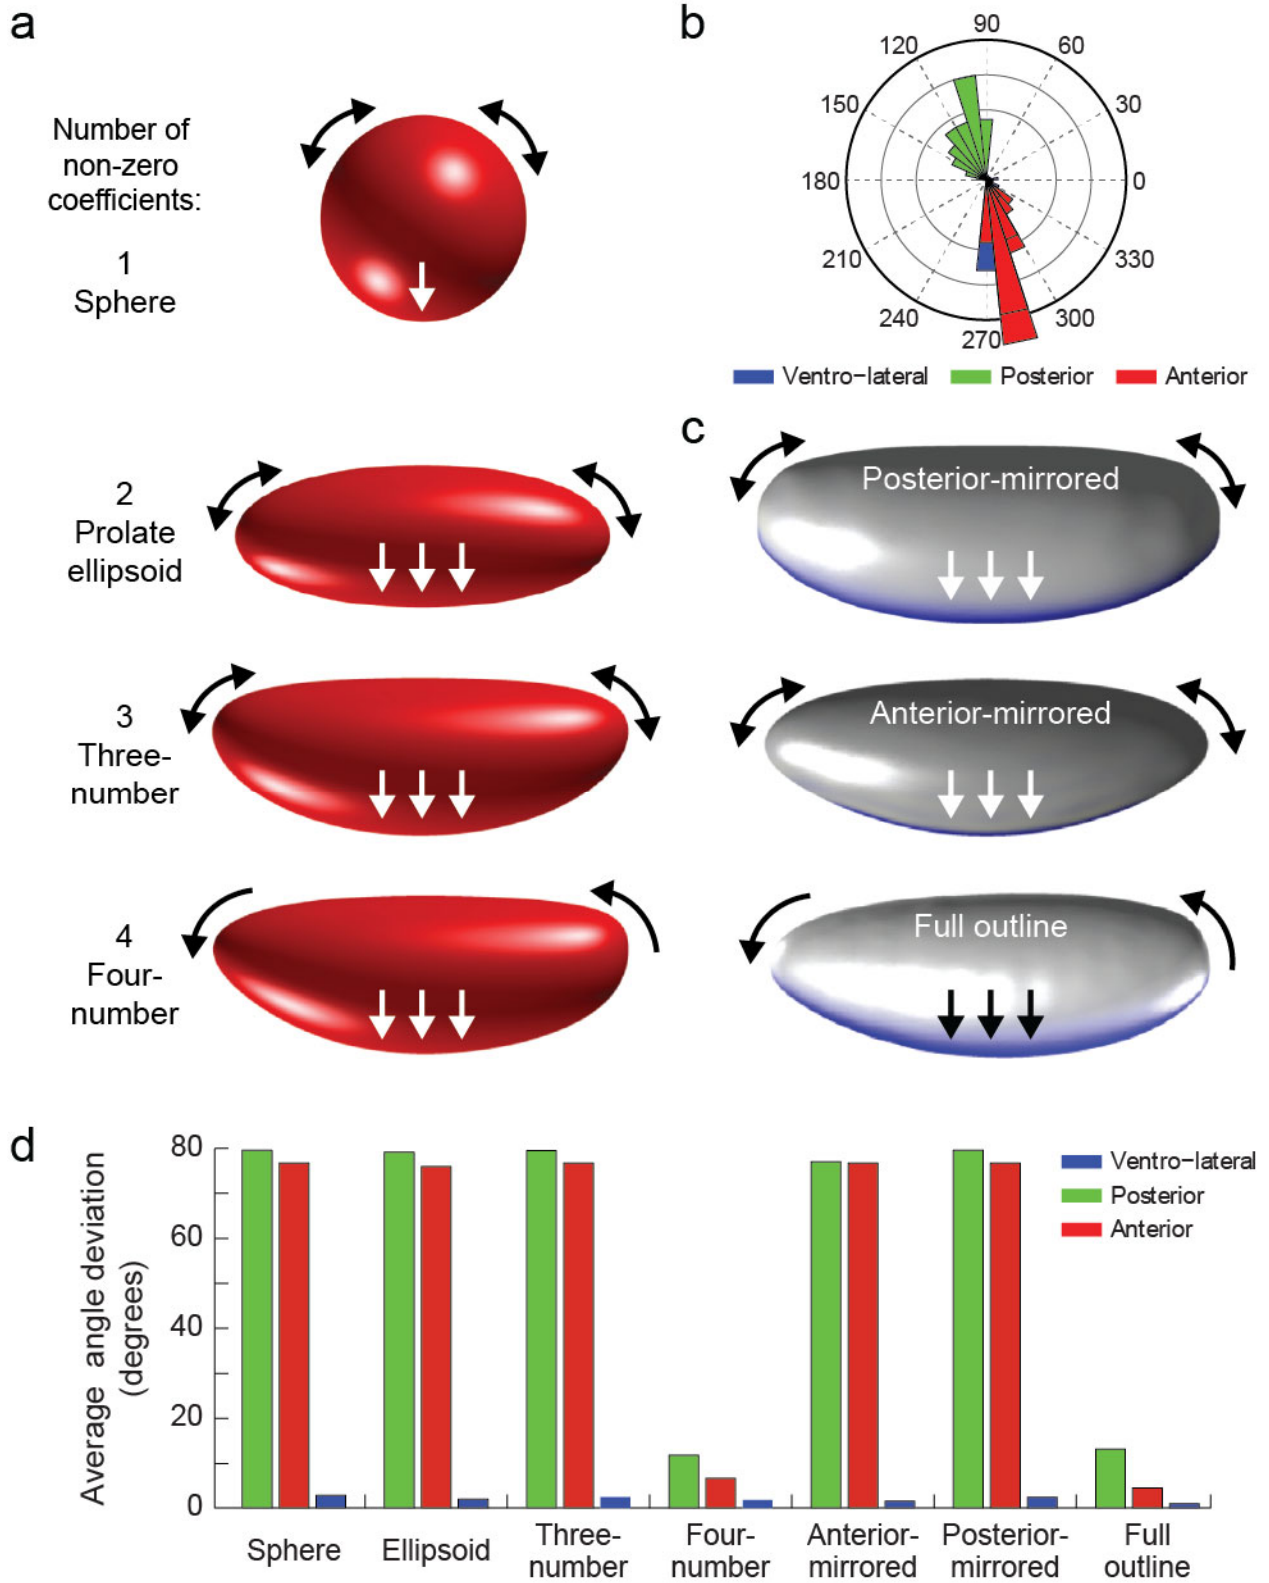 a
Number of
non-zero
coefficients:
1
Sphere
2
Prolate
ellipsoid
3
Three-
number
4
Four-
number
b
90
120
60
150
30
180
0
210
330
240
300
270
Ventro−lateral
Posterior
Anterior
c
Posterior-mirrored
Anterior-mirrored
Full outline
d
Average angle deviation
(degrees)
80
60
40
20
0
Ventro−lateral
Posterior
Anterior
Sphere
Ellipsoid
Three-
number
Four-
number
Anterior-
mirrored
Posterior-
mirrored
Full
outline